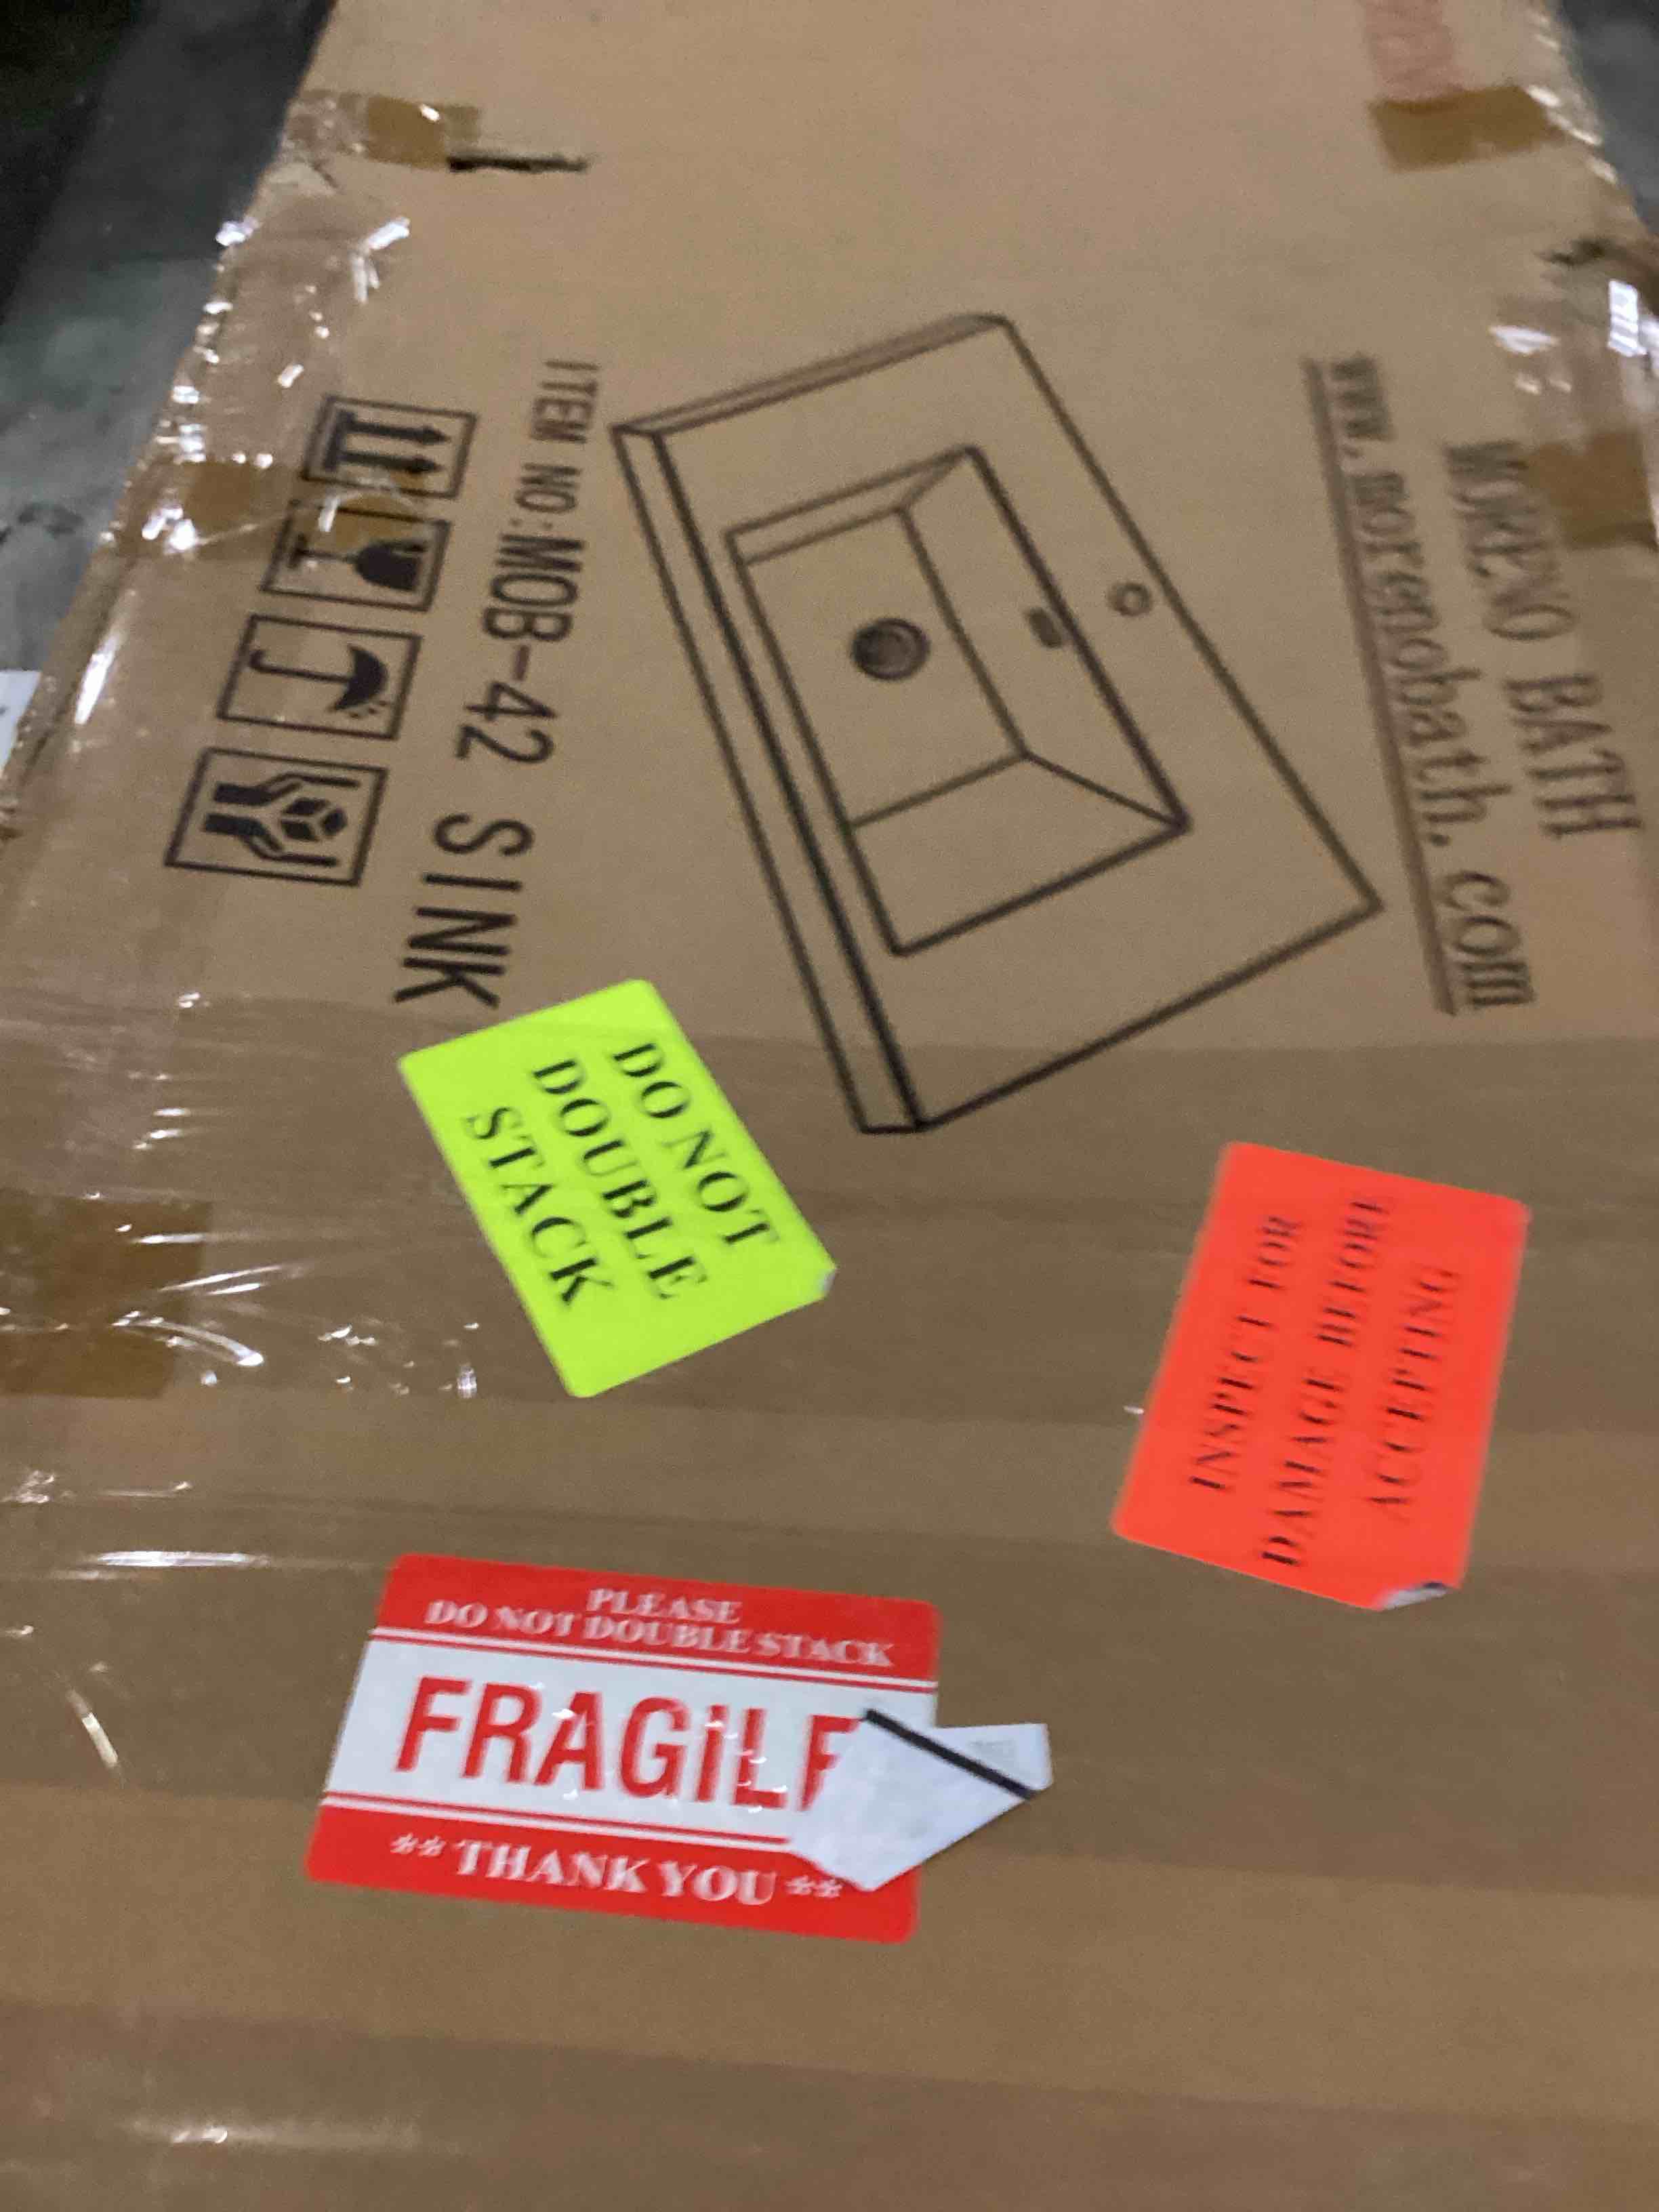 MORENO BATH
www.morenobath.com
ITEM NO:MOB-42 SINK
DO NOT
DOUBLE
STACK
INSPECT FOR
DAMAGE BEFORE
ACCEPTING
PLEASE
DO NOT DOUBLE STACK
FRAGiLE
** THANK YOU **